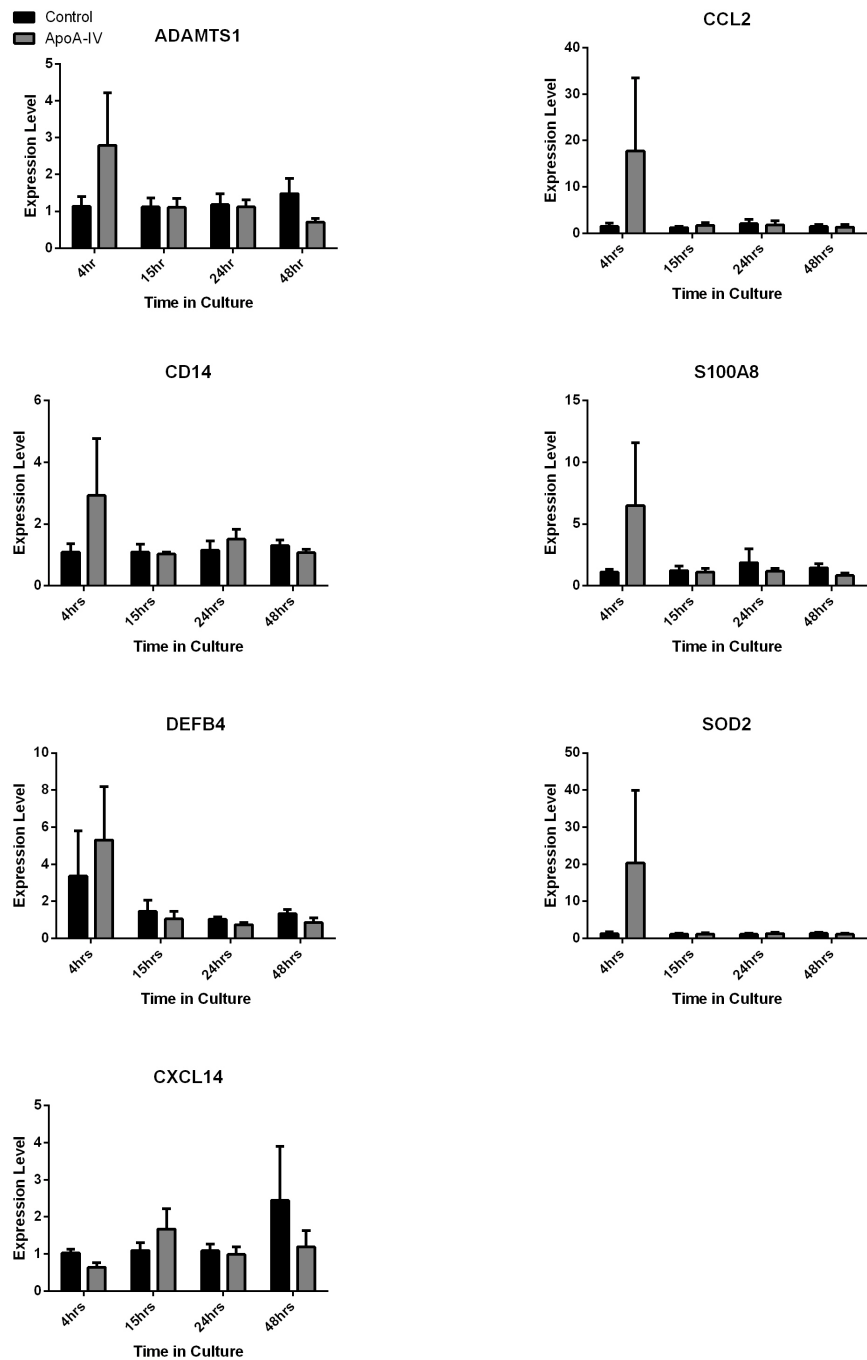 Control
ApoA-IV
ADAMTS1
Expression Level
5
4
3
2
1
0
4hr
15hr
24hr
48hr
Time in Culture
CCL2
Expression Level
40
30
20
10
0
4hrs
15hrs
24hrs
48hrs
Time in Culture
CD14
Expression Level
6
4
2
0
4hrs
15hrs
24hrs
48hrs
Time in Culture
S100A8
Expression Level
15
10
5
0
4hrs
15hrs
24hrs
48hrs
Time in Culture
DEFB4
Expression Level
10
8
6
4
2
0
4hrs
15hrs
24hrs
48hrs
Time in Culture
SOD2
Expression Level
50
40
30
20
10
0
4hrs
15hrs
24hrs
48hrs
Time in Culture
CXCL14
Expression Level
5
4
3
2
1
0
4hrs
15hrs
24hrs
48hrs
Time in Culture